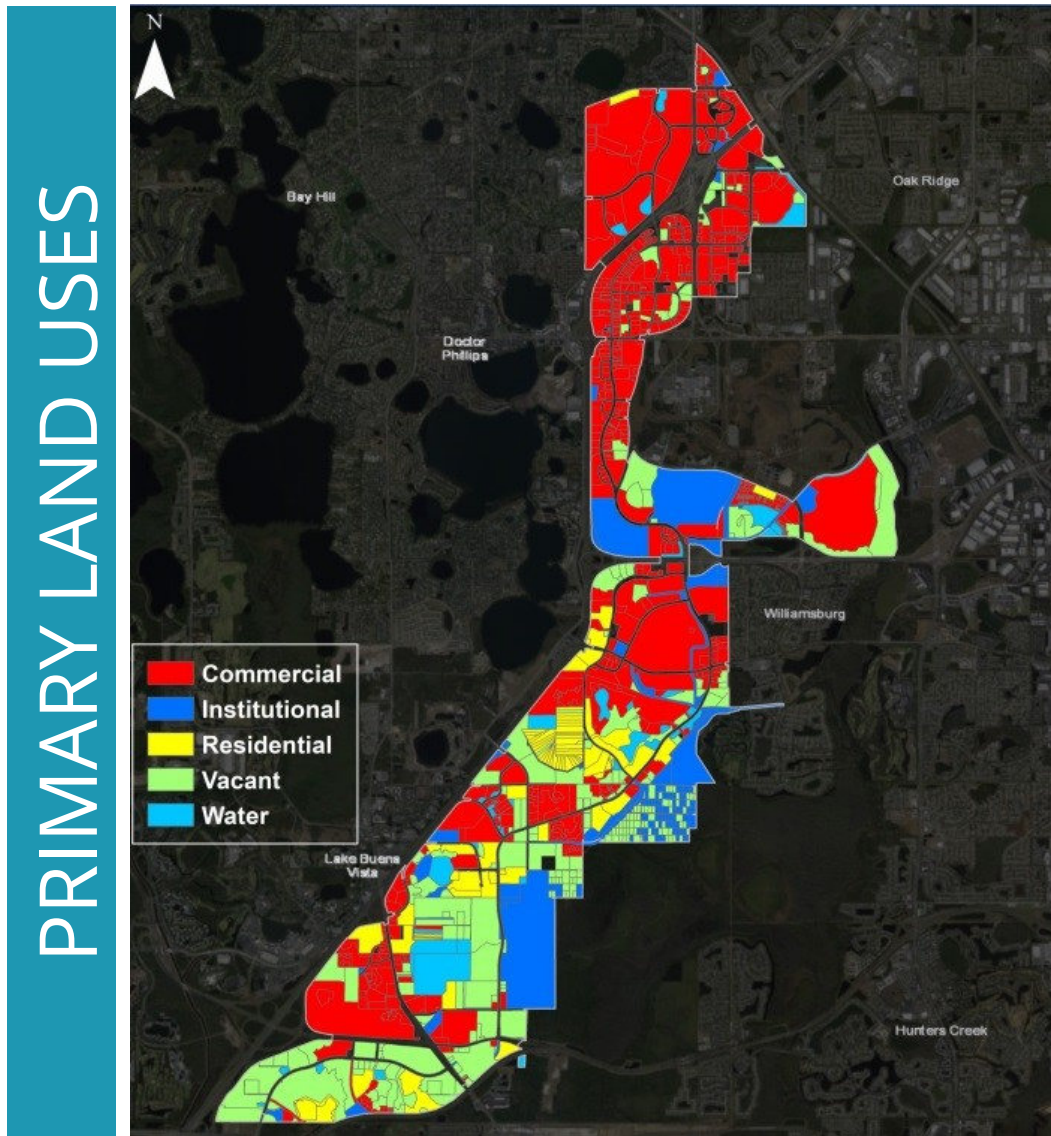 PRIMARY LAND USES
N
Bay Hill
Oak Ridge
Doctor
Phillips
Williamsburg
Commercial
Institutional
Residential
Vacant
Water
Lake Buena
Vista
Hunters Creek